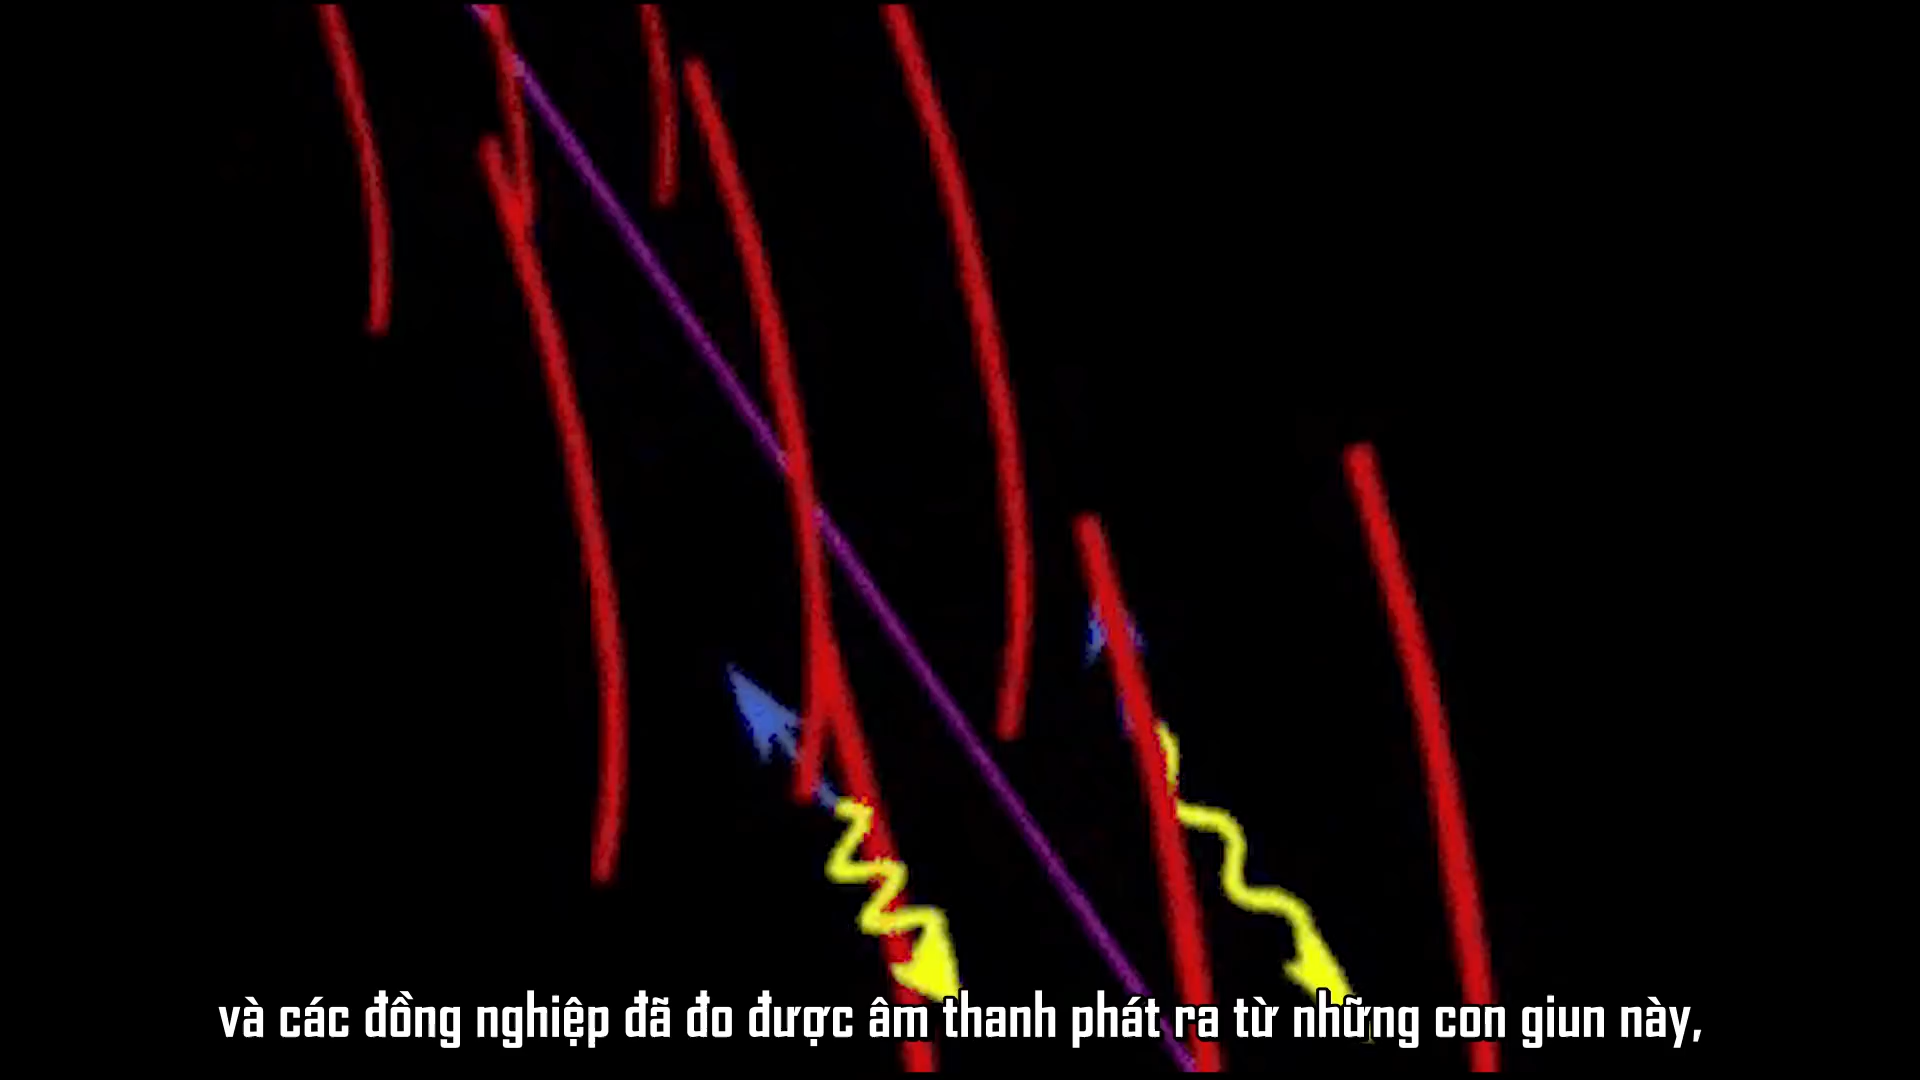 và các đồng nghiệp đã đo được âm thanh phát ra từ những con giun này,